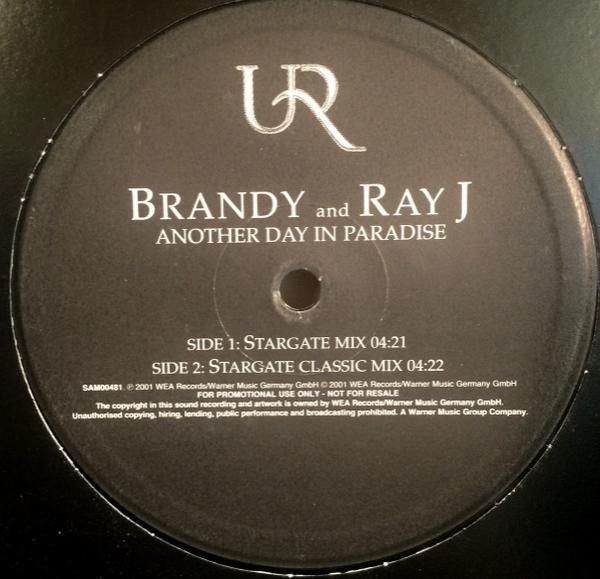 UR
BRANDY and RAY J
ANOTHER DAY IN PARADISE
SIDE 1: STARGATE MIX 04:21
SIDE 2: STARGATE CLASSIC MIX 04:22
SAM00481. ℗ 2001 WEA Records/Warner Music Germany GmbH © 2001 WEA Records/Warner Music Germany GmbH
FOR PROMOTIONAL USE ONLY - NOT FOR RESALE
The copyright in this sound recording and artwork is owned by WEA Records/Warner Music Germany GmbH.
Unauthorised copying, hiring, lending, public performance and broadcasting prohibited. A Warner Music Group Company.